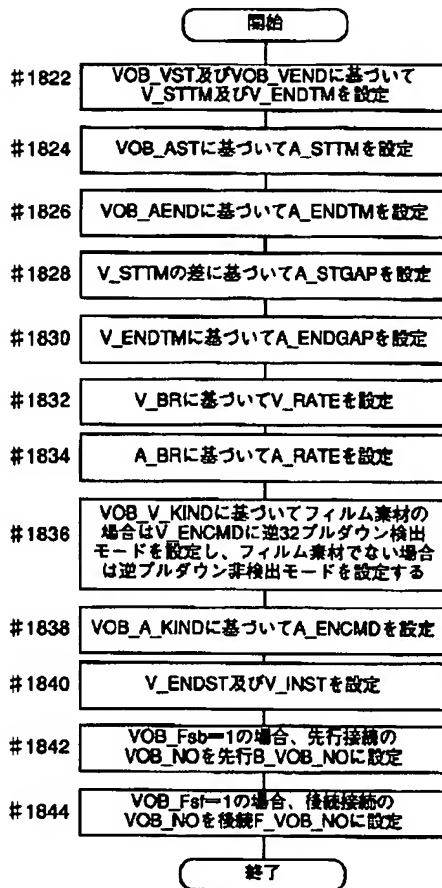 開始
#1822
VOB_VST及びVOB_VENDに基づいて
V_STTM及びV_ENDTMを設定
#1824
VOB_ASTに基づいてA_STTMを設定
#1826
VOB_AENDに基づいてA_ENDTMを設定
#1828
V_STTMの差に基づいてA_STGAPを設定
#1830
V_ENDTMに基づいてA_ENDGAPを設定
#1832
V_BRに基づいてV_RATEを設定
#1834
A_BRに基づいてA_RATEを設定
#1836
VOB_V_KINDに基づいてフィルム素材の
場合はV_ENCMDに逆32プルダウン検出
モードを設定し、フィルム素材でない場合
は逆プルダウン非検出モードを設定する
#1838
VOB_A_KINDに基づいてA_ENCMDを設定
#1840
V_ENDST及びV_INSTを設定
#1842
VOB_Fsb=1の場合、先行接続の
VOB_NOを先行B_VOB_NOに設定
#1844
VOB_Fsf=1の場合、後続接続の
VOB_NOを後続F_VOB_NOに設定
終了